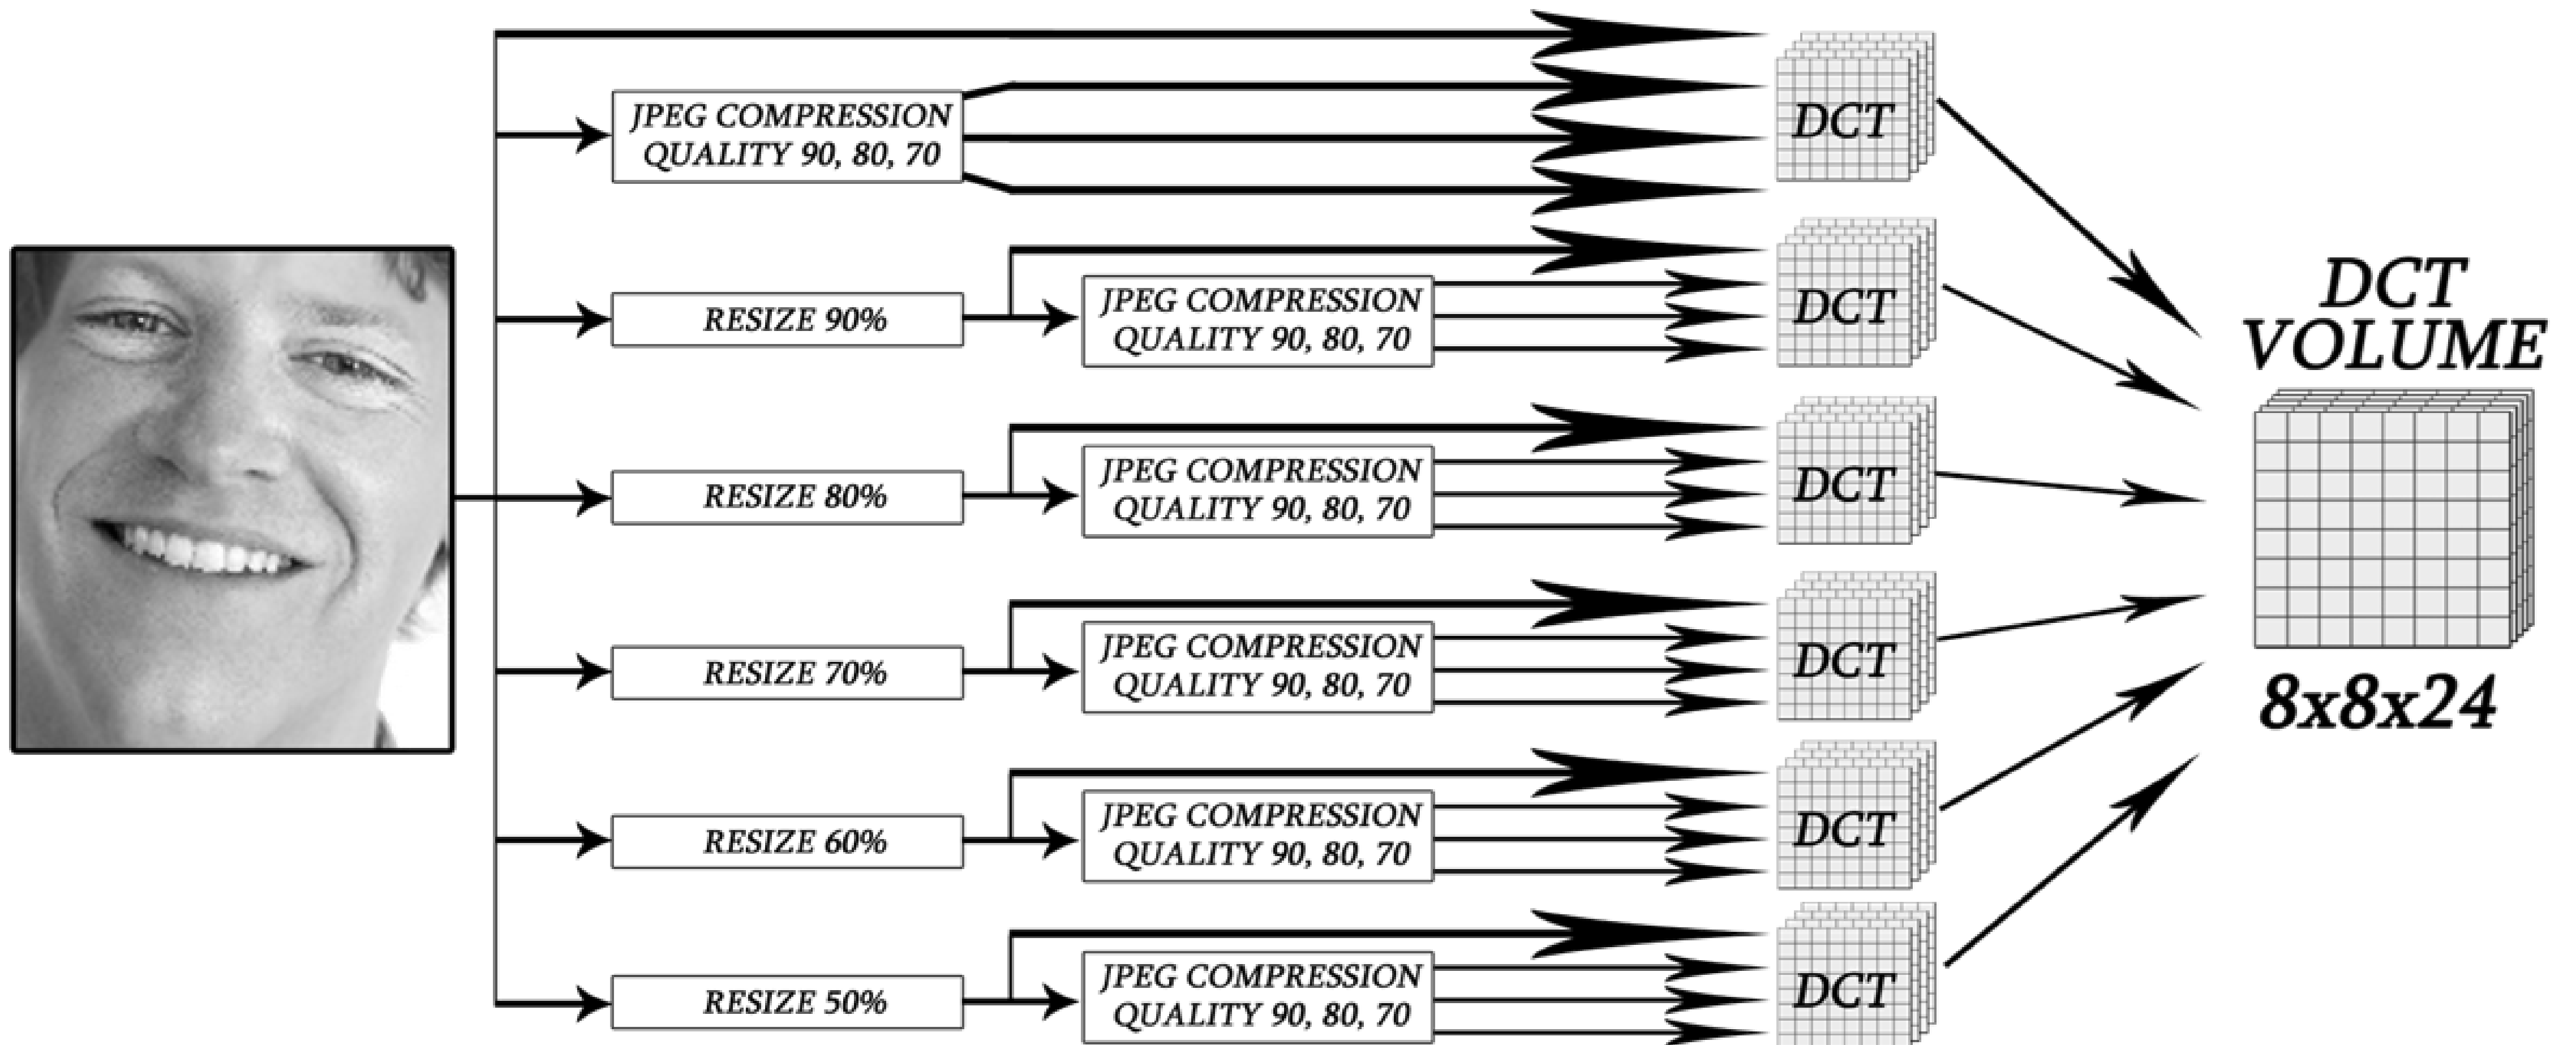 JPEG COMPRESSION
QUALITY 90, 80, 70
DCT
RESIZE 90%
JPEG COMPRESSION
QUALITY 90, 80, 70
DCT
RESIZE 80%
JPEG COMPRESSION
QUALITY 90, 80, 70
DCT
RESIZE 70%
JPEG COMPRESSION
QUALITY 90, 80, 70
DCT
RESIZE 60%
JPEG COMPRESSION
QUALITY 90, 80, 70
DCT
RESIZE 50%
JPEG COMPRESSION
QUALITY 90, 80, 70
DCT
DCT
VOLUME
8x8x24